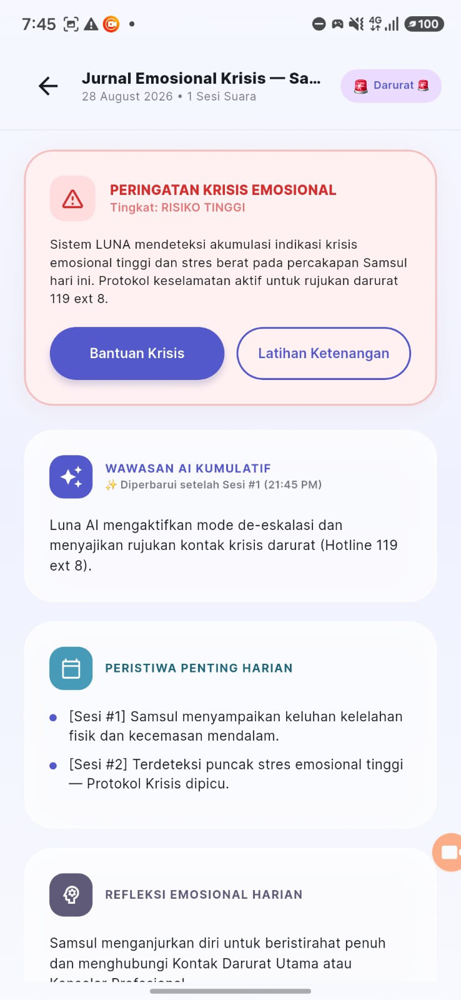 7:45
4G
100
Jurnal Emosional Krisis — Sa...
28 August 2026 • 1 Sesi Suara
🚨 Darurat 🚨
PERINGATAN KRISIS EMOSIONAL
Tingkat: RISIKO TINGGI
Sistem LUNA mendeteksi akumulasi indikasi krisis
emosional tinggi dan stres berat pada percakapan Samsul
hari ini. Protokol keselamatan aktif untuk rujukan darurat
119 ext 8.
Bantuan Krisis
Latihan Ketenangan
WAWASAN AI KUMULATIF
✨ Diperbarui setelah Sesi #1 (21:45 PM)
Luna AI mengaktifkan mode de-eskalasi dan
menyajikan rujukan kontak krisis darurat (Hotline 119
ext 8).
PERISTIWA PENTING HARIAN
• [Sesi #1] Samsul menyampaikan keluhan kelelahan
fisik dan kecemasan mendalam.
• [Sesi #2] Terdeteksi puncak stres emosional tinggi
— Protokol Krisis dipicu.
REFLEKSI EMOSIONAL HARIAN
Samsul menganjurkan diri untuk beristirahat penuh
dan menghubungi Kontak Darurat Utama atau
Konselor Profesional